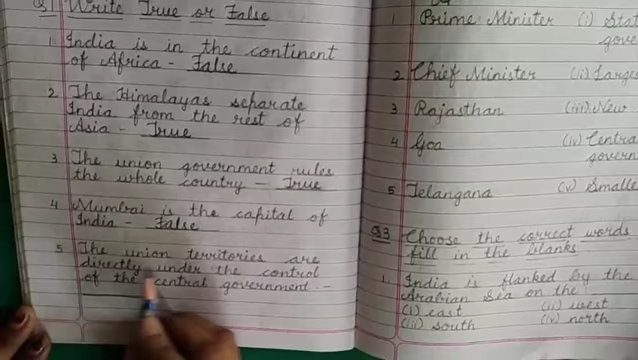 Q1 Write True or False
1. India is in the continent
of Africa - False
2 The Himalayas separate
India from the rest of
Asia - True
3 The union government rules
the whole country - True
4 Mumbai is the capital of
India - False
5 The union territories are
directly under the control
of the central government -
1 Prime Minister (i)
2 Chief Minister (ii)
3 Rajasthan (iii) New
4 Goa (iv)
5 Telangana (v)
Q3 Choose the correct words
fill in the blanks
1. India is flanked by the
Arabian Sea on the
(i) east (ii) west
(iii) south (iv) north